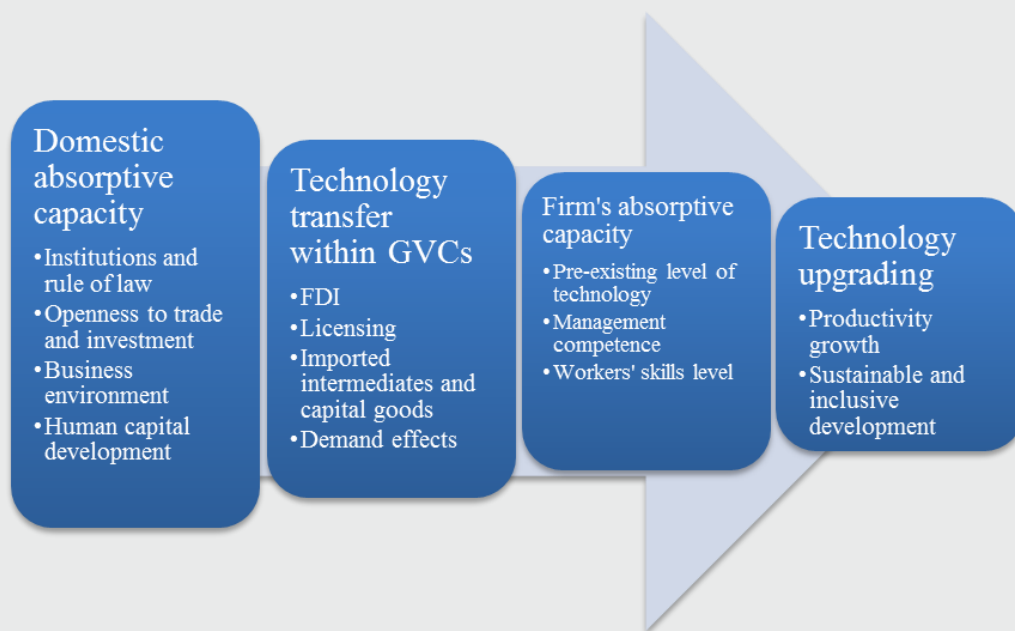 Domestic
absorptive
capacity
•Institutions and
rule of law
•Openness to trade
and investment
•Business
environment
•Human capital
development
Technology
transfer
within GVCs
•FDI
•Licensing
•Imported
intermediates and
capital goods
•Demand effects
Firm's absorptive
capacity
•Pre-existing level of
technology
•Management
competence
•Workers' skills level
Technology
upgrading
•Productivity
growth
•Sustainable and
inclusive
development